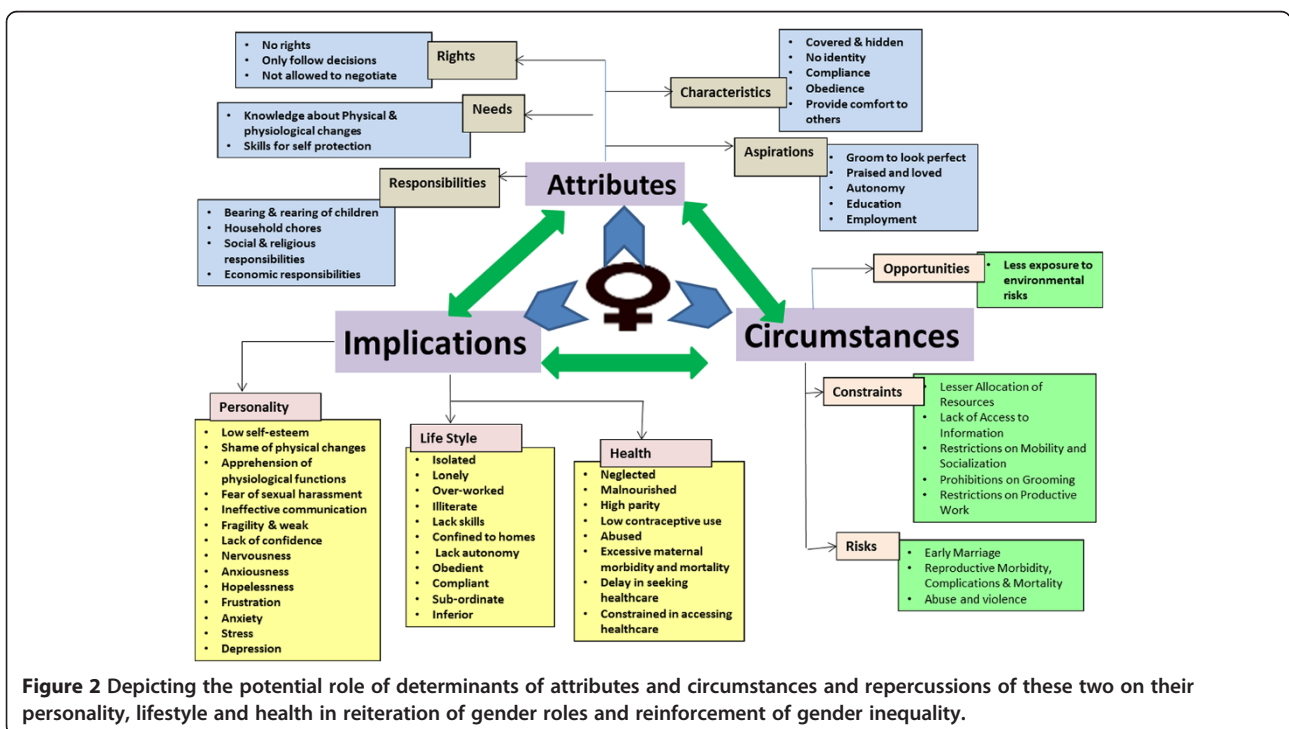 • No rights
• Only follow decisions
• Not allowed to negotiate
Rights
• Knowledge about Physical &
physiological changes
• Skills for self protection
Needs
Responsibilities
• Bearing & rearing of children
• Household chores
• Social & religious
responsibilities
• Economic responsibilities
Characteristics
• Covered & hidden
• No identity
• Compliance
• Obedience
• Provide comfort to
others
Aspirations
• Groom to look perfect
• Praised and loved
• Autonomy
• Education
• Employment
Attributes
Implications
Circumstances
Opportunities
• Less exposure to
environmental
risks
Constraints
• Lesser Allocation of
Resources
• Lack of Access to
Information
• Restrictions on Mobility and
Socialization
• Prohibitions on Grooming
• Restrictions on Productive
Work
Risks
• Early Marriage
• Reproductive Morbidity,
Complications & Mortality
• Abuse and violence
Personality
• Low self-esteem
• Shame of physical changes
• Apprehension of
physiological functions
• Fear of sexual harassment
• Ineffective communication
• Fragility & weak
• Lack of confidence
• Nervousness
• Anxiousness
• Hopelessness
• Frustration
• Anxiety
• Stress
• Depression
Life Style
• Isolated
• Lonely
• Over-worked
• Illiterate
• Lack skills
• Confined to homes
• Lack autonomy
• Obedient
• Compliant
• Sub-ordinate
• Inferior
Health
• Neglected
• Malnourished
• High parity
• Low contraceptive use
• Abused
• Excessive maternal
morbidity and mortality
• Delay in seeking
healthcare
• Constrained in accessing
healthcare
Figure 2 Depicting the potential role of determinants of attributes and circumstances and repercussions of these two on their
personality, lifestyle and health in reiteration of gender roles and reinforcement of gender inequality.